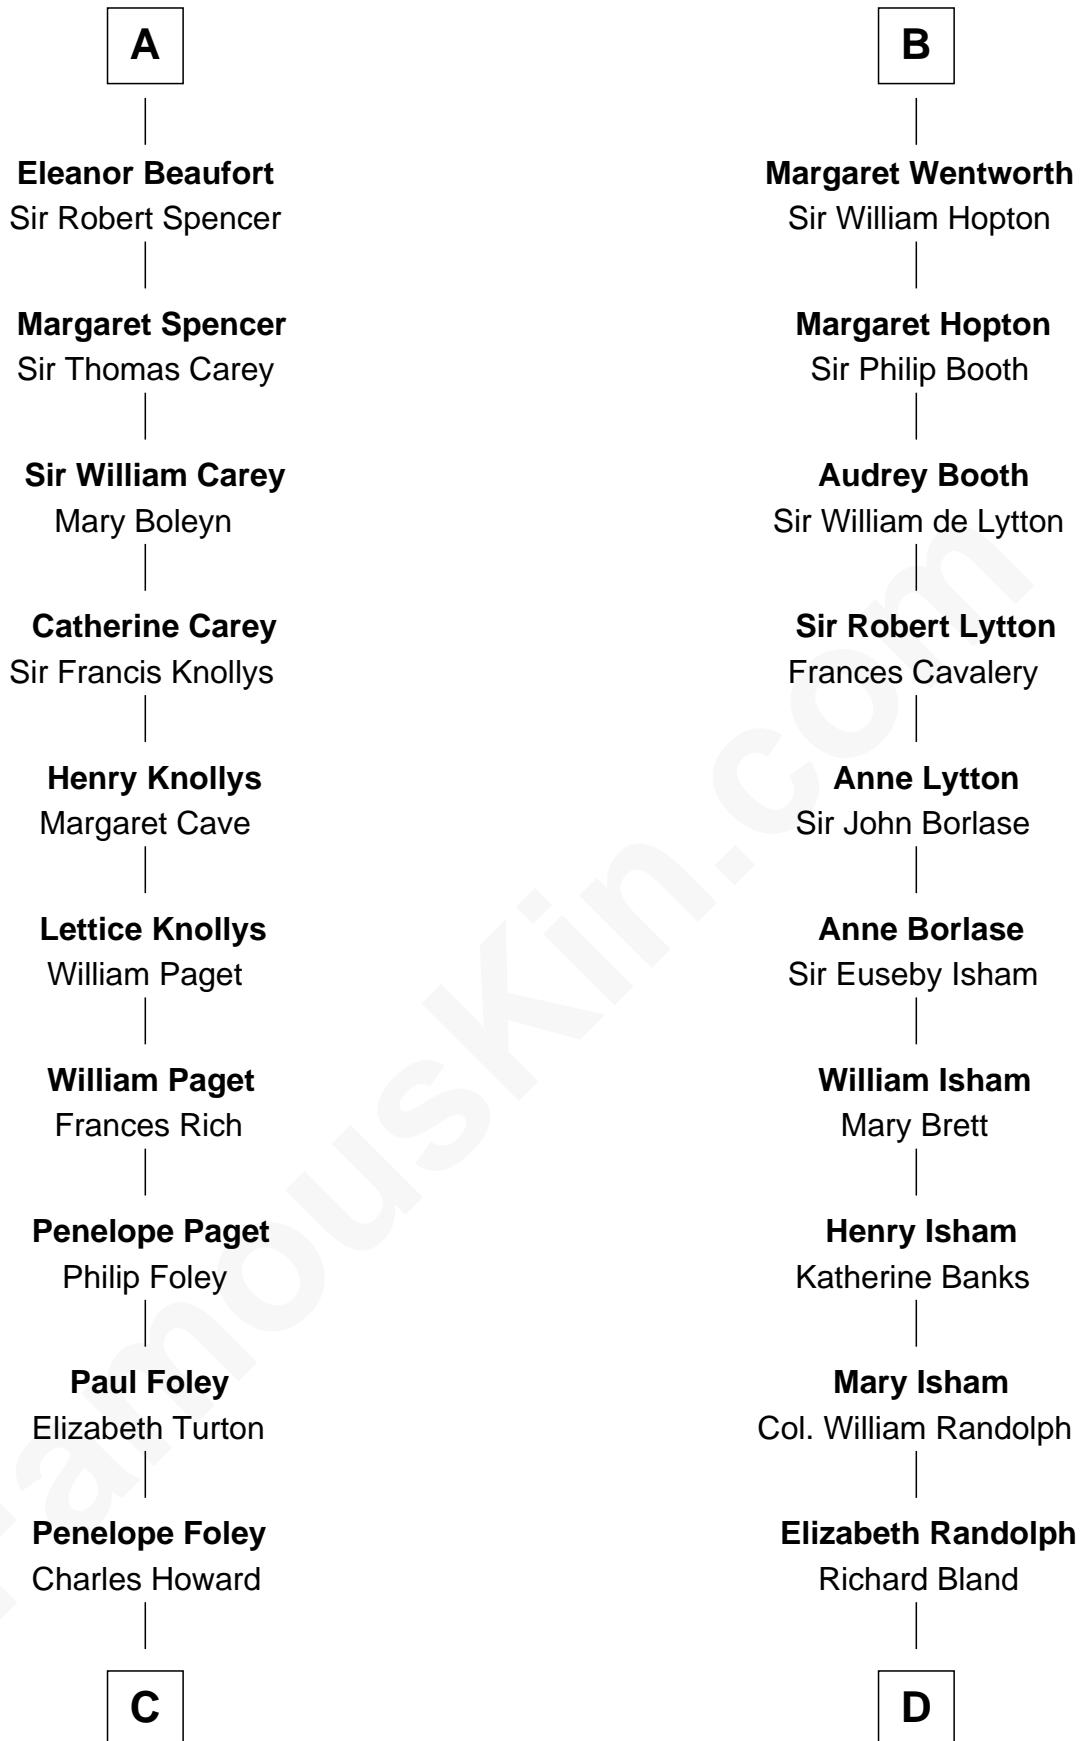 A
Eleanor Beaufort
Sir Robert Spencer
Margaret Spencer
Sir Thomas Carey
Sir William Carey
Mary Boleyn
Catherine Carey
Sir Francis Knollys
Henry Knollys
Margaret Cave
Lettice Knollys
William Paget
William Paget
Frances Rich
Penelope Paget
Philip Foley
Paul Foley
Elizabeth Turton
Penelope Foley
Charles Howard
C
B
Margaret Wentworth
Sir William Hopton
Margaret Hopton
Sir Philip Booth
Audrey Booth
Sir William de Lytton
Sir Robert Lytton
Frances Cavalery
Anne Lytton
Sir John Borlase
Anne Borlase
Sir Euseby Isham
William Isham
Mary Brett
Henry Isham
Katherine Banks
Mary Isham
Col. William Randolph
Elizabeth Randolph
Richard Bland
D
FamousKin.com